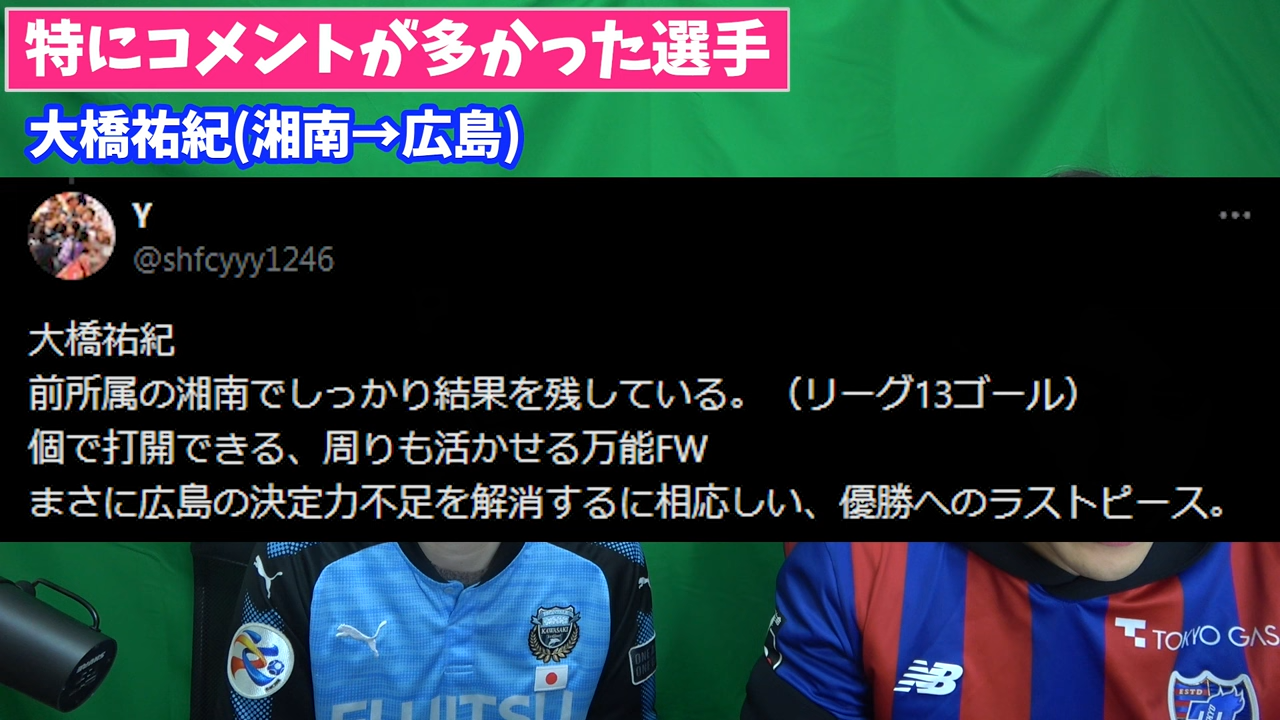 特にコメントが多かった選手
大橋祐紀(湘南→広島)
Y
@shfcyyy1246
大橋祐紀
前所属の湘南でしっかり結果を残している。（リーグ13ゴール）
個で打開できる、周りも活かせる万能FW
まさに広島の決定力不足を解消するに相応しい、優勝へのラストピース。
KAWASAKI
FUJITSU
TOKYO GAS
NB
ESTD